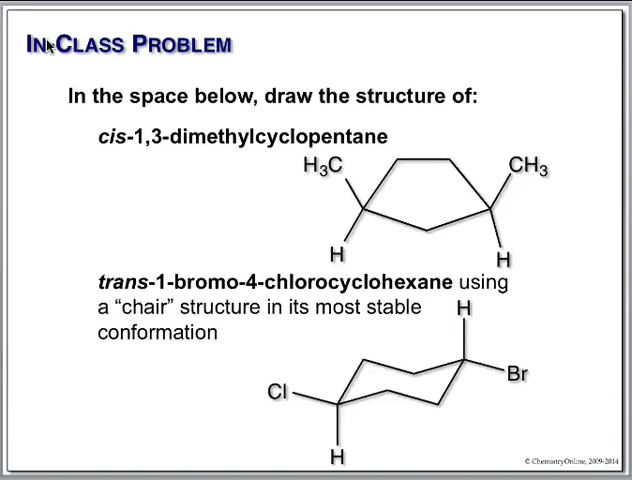 IN-CLASS PROBLEM
In the space below, draw the structure of:
cis-1,3-dimethylcyclopentane
H3C
CH3
H
H
trans-1-bromo-4-chlorocyclohexane using
a “chair” structure in its most stable
H
conformation
Br
Cl
H
© ChemistryOnline, 2009-2014